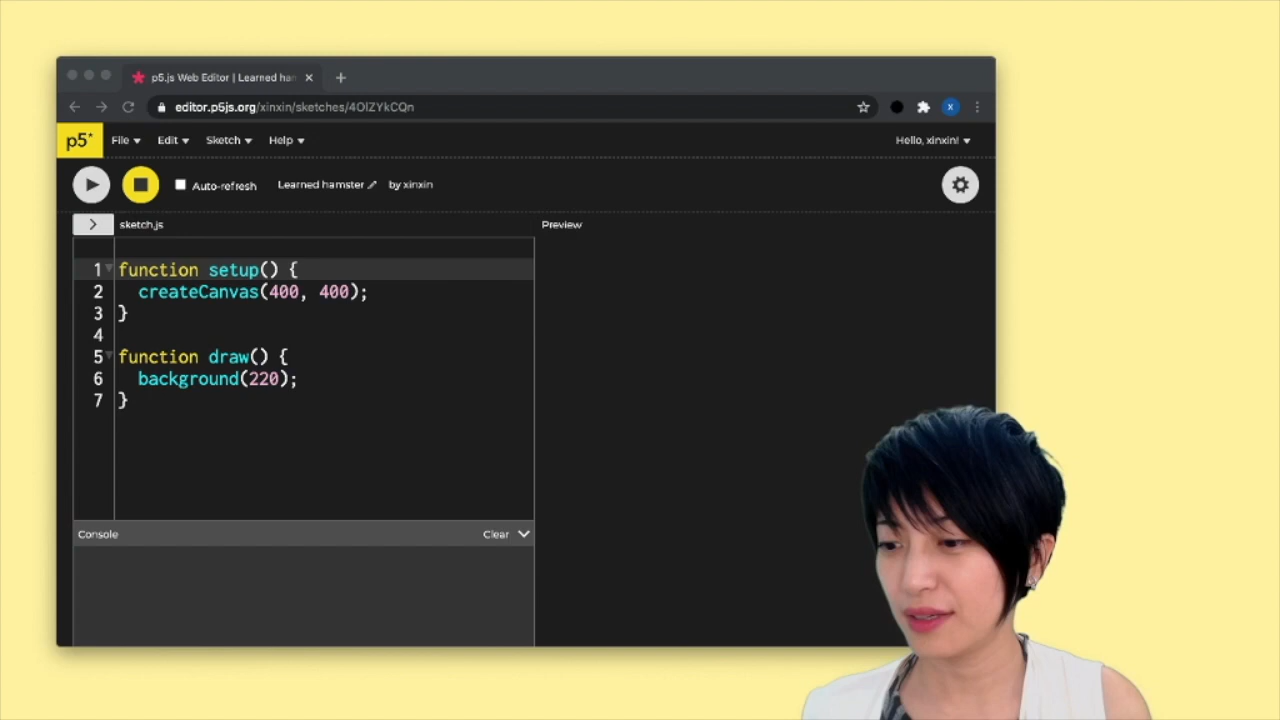 p5.js Web Editor | Learned ham
editor.p5js.org/xinxin/sketches/4OlZYkCQn
X
p5* File Edit Sketch Help Hello, xinxin!
Auto-refresh Learned hamster by xinxin
sketch.js Preview
1 function setup() {
2 createCanvas(400, 400);
3 }
4
5 function draw() {
6 background(220);
7 }
Console Clear